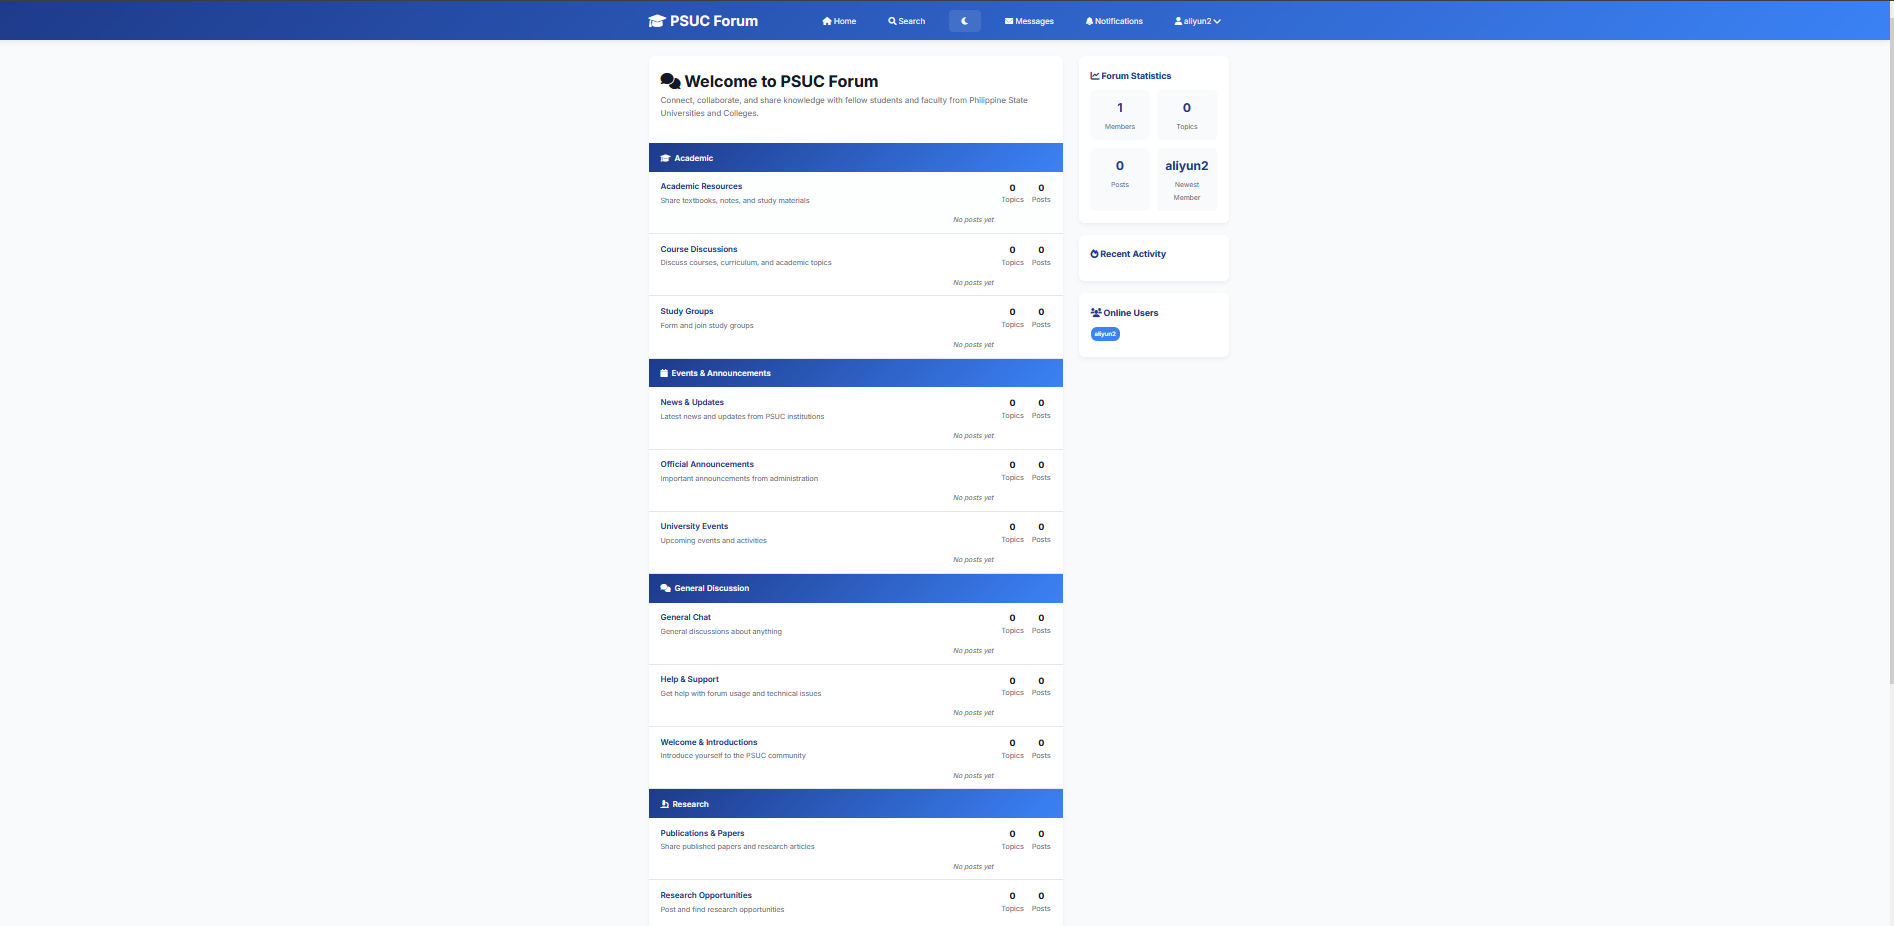 PSUC Forum
Home
Search
Messages
Notifications
aliyun2
Welcome to PSUC Forum
Connect, collaborate, and share knowledge with fellow students and faculty from Philippine State
Universities and Colleges.
Academic
Academic Resources
Share textbooks, notes, and study materials
0 0
Topics Posts
No posts yet
Course Discussions
Discuss courses, curriculum, and academic topics
0 0
Topics Posts
No posts yet
Study Groups
Form and join study groups
0 0
Topics Posts
No posts yet
Events & Announcements
News & Updates
Latest news and updates from PSUC institutions
0 0
Topics Posts
No posts yet
Official Announcements
Important announcements from administration
0 0
Topics Posts
No posts yet
University Events
Upcoming events and activities
0 0
Topics Posts
No posts yet
General Discussion
General Chat
General discussions about anything
0 0
Topics Posts
No posts yet
Help & Support
Get help with forum usage and technical issues
0 0
Topics Posts
No posts yet
Welcome & Introductions
Introduce yourself to the PSUC community
0 0
Topics Posts
No posts yet
Research
Publications & Papers
Share published papers and research articles
0 0
Topics Posts
No posts yet
Research Opportunities
Post and find research opportunities
0 0
Topics Posts
Forum Statistics
1
Members
0
Topics
0
Posts
aliyun2
Newest
Member
Recent Activity
Online Users
aliyun2